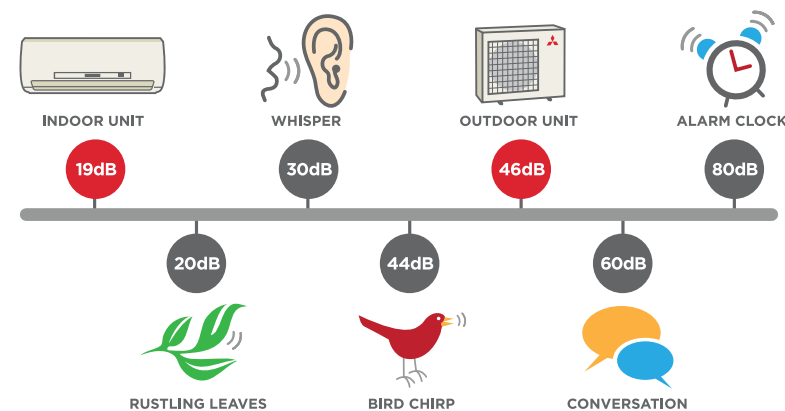 INDOOR UNIT
WHISPER
OUTDOOR UNIT
ALARM CLOCK
19dB
30dB
46dB
80dB
20dB
44dB
60dB
RUSTLING LEAVES
BIRD CHIRP
CONVERSATION